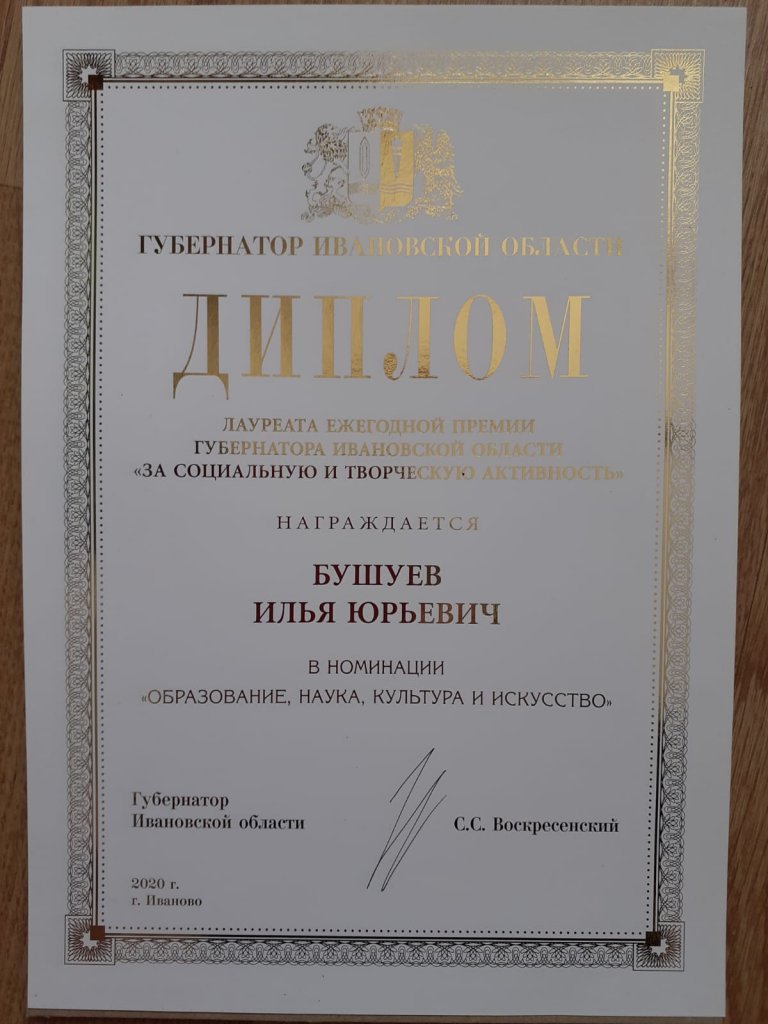 ГУБЕРНАТОР ИВАНОВСКОЙ ОБЛАСТИ
ДИПЛОМ
ЛАУРЕАТА ЕЖЕГОДНОЙ ПРЕМИИ
ГУБЕРНАТОРА ИВАНОВСКОЙ ОБЛАСТИ
«ЗА СОЦИАЛЬНУЮ И ТВОРЧЕСКУЮ АКТИВНОСТЬ»
НАГРАЖДАЕТСЯ
БУШУЕВ
ИЛЬЯ ЮРЬЕВИЧ
В НОМИНАЦИИ
«ОБРАЗОВАНИЕ, НАУКА, КУЛЬТУРА И ИСКУССТВО»
Губернатор
Ивановской области
С.С. Воскресенский
2020 г.
г. Иваново